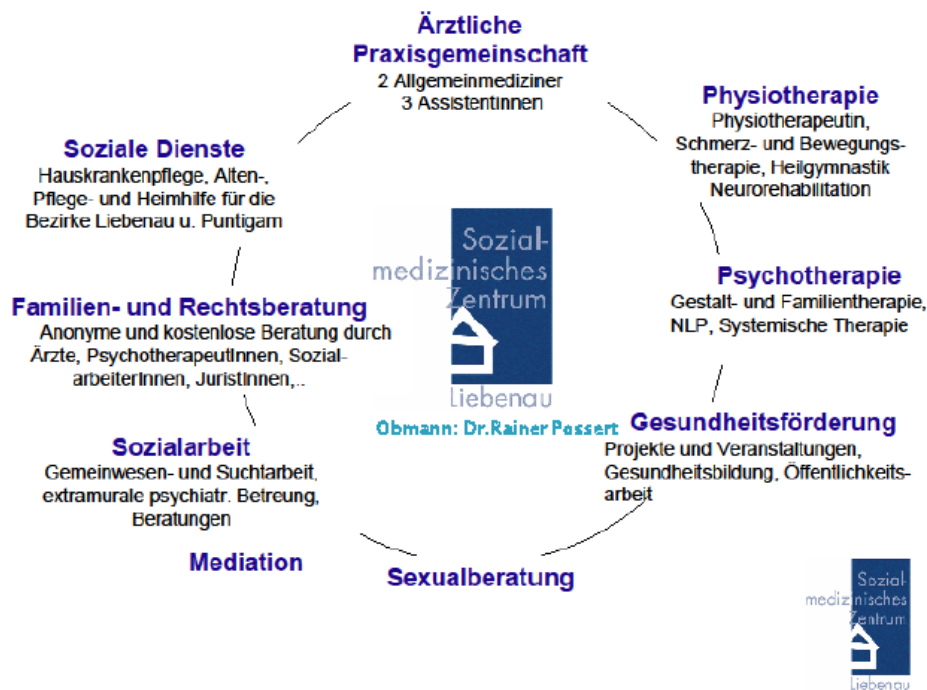 Ärztliche
Praxisgemeinschaft
2 Allgemeinmediziner
3 Assistentinnen
Physiotherapie
Physiotherapeutin,
Schmerz- und Bewegungs-
therapie, Heilgymnastik
Neurorehabilitation
Psychotherapie
Gestalt- und Familientherapie,
NLP, Systemische Therapie
Gesundheitsförderung
Projekte und Veranstaltungen,
Gesundheitsbildung, Öffentlichkeits-
arbeit
Sexualberatung
Mediation
Sozialarbeit
Gemeinwesen- und Suchtarbeit,
extramurale psychiatr. Betreung,
Beratungen
Familien- und Rechtsberatung
Anonyme und kostenlose Beratung durch
Ärzte, PsychotherapeutInnen, Sozial-
arbeiterInnen, JuristInnen,..
Soziale Dienste
Hauskrankenpflege, Alten-,
Pflege- und Heimhilfe für die
Bezirke Liebenau u. Puntigam
Sozial-
medizinisches
Zentrum
Liebenau
Obmann: Dr.Rainer Possert
Sozial-
medizinisches
Zentrum
Liebenau